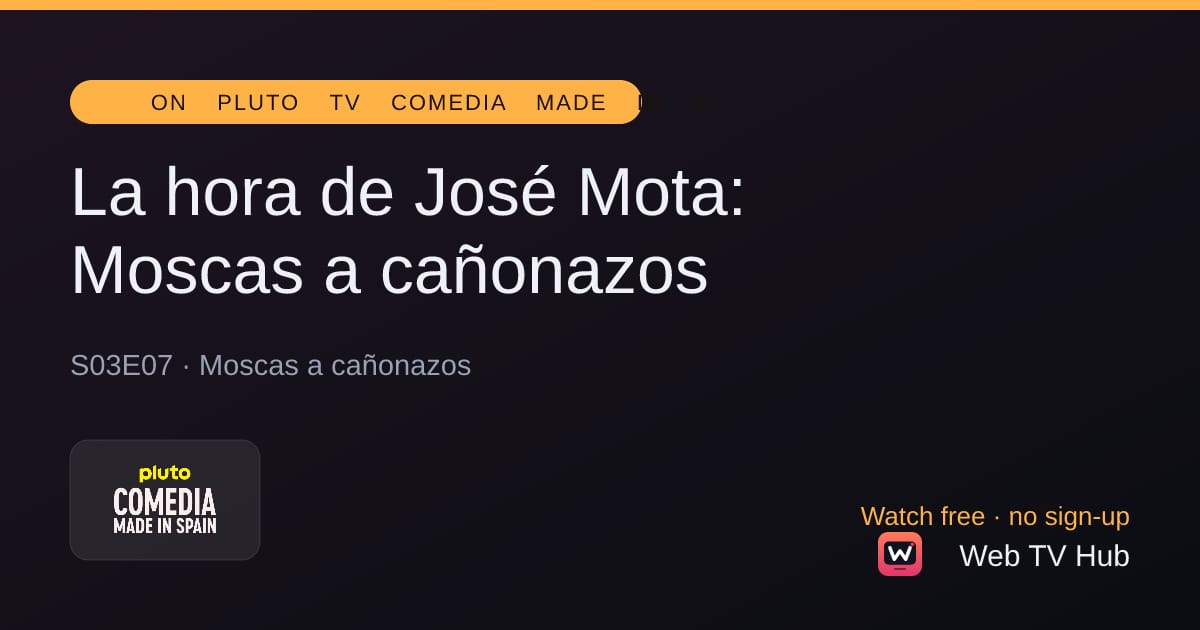 ON PLUTO TV COMEDIA MADE
La hora de José Mota:
Moscas a cañonazos
S03E07 · Moscas a cañonazos
pluto
COMEDIA
MADE IN SPAIN
Watch free · no sign-up
W
Web TV Hub